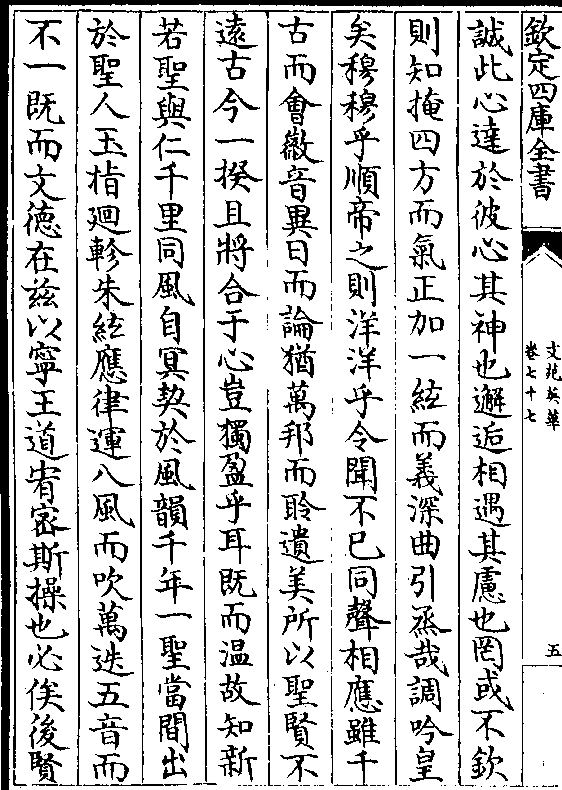 欽定四庫全書
文苑英華
卷七十七
五
誠此心達於彼心其神也邂逅相遇其慮也罔或不欽
則知掩四方而氣正加一絃而義深曲引烝哉調吟皇
矣穆穆乎順帝之則洋洋乎令聞不已同聲相應雖千
古而會徽音異日而論猶萬邦而聆遺美所以聖賢不
遠古今一揆且將合于心豈獨盈乎耳既而温故知新
若聖與仁千里同風自冥契於風韻千年一聖當間出
於聖人玉指廻軫朱絃應律運八風而吹萬迭五音而
不一既而文德在兹以寧王道宥密斯操也必俟後賢